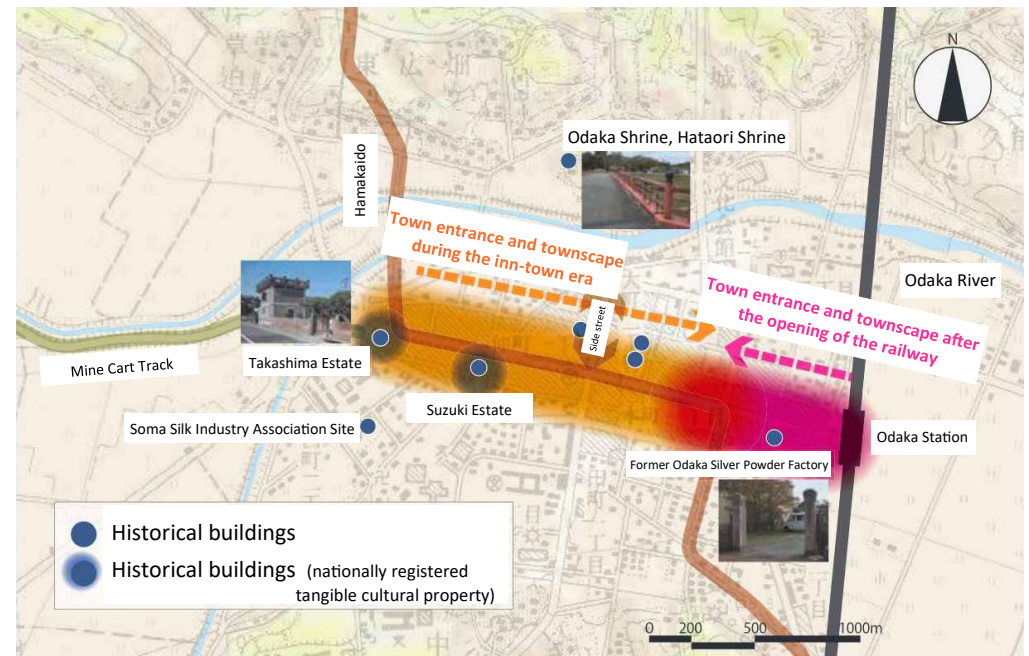 N
Odaka Shrine, Hataori Shrine
Hamakaido
Town entrance and townscape
during the inn-town era
Odaka River
Town entrance and townscape after
the opening of the railway
Side street
Mine Cart Track
Takashima Estate
Suzuki Estate
Soma Silk Industry Association Site
Odaka Station
Former Odaka Silver Powder Factory
Historical buildings
Historical buildings (nationally registered
tangible cultural property)
0 200 500 1000m